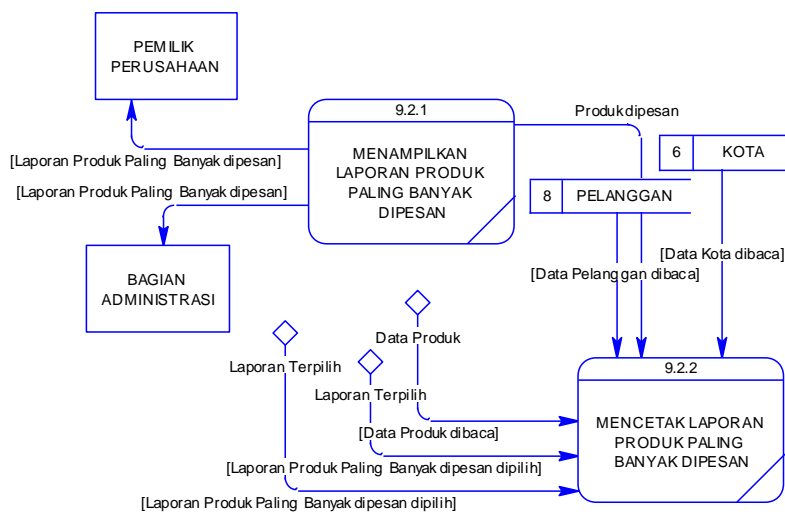 PEMILIK
PERUSAHAAN
9.2.1
Produk dipesan
MENAMPILKAN
LAPORAN PRODUK
PALING BANYAK
DIPESAN
6 KOTA
[Laporan Produk Paling Banyak dipesan]
[Laporan Produk Paling Banyak dipesan]
8 PELANGGAN
BAGIAN
ADMINISTRASI
[Data Kota dibaca]
[Data Pelanggan dibaca]
Data Produk
Laporan Terpilih
Laporan Terpilih
9.2.2
MENCETAK LAPORAN
PRODUK PALING
BANYAK DIPESAN
[Data Produk dibaca]
[Laporan Produk Paling Banyak dipesan dipilih]
[Laporan Produk Paling Banyak dipesan dipilih]